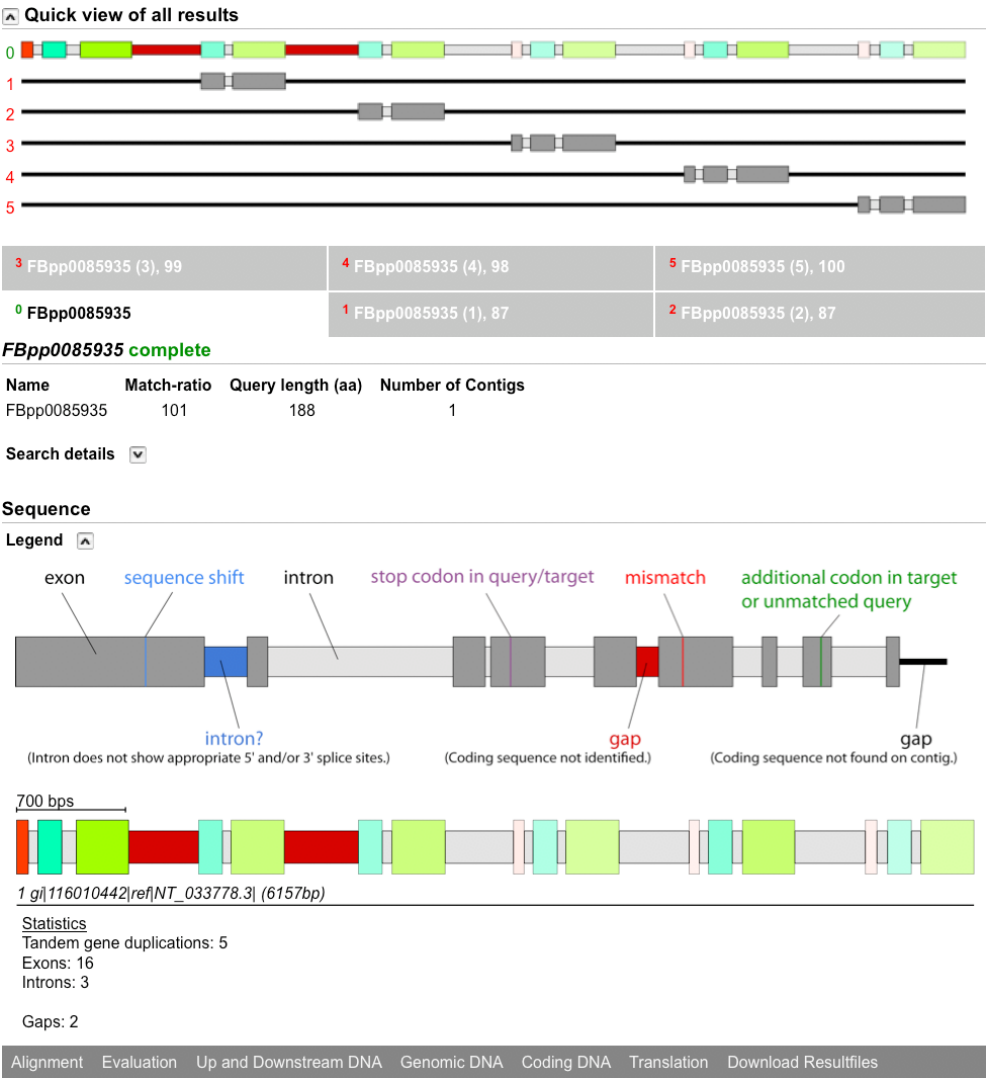 Quick view of all results
0
1
2
3
4
5
3 FBpp0085935 (3), 99 4 FBpp0085935 (4), 98 5 FBpp0085935 (5), 100
0 FBpp0085935 1 FBpp0085935 (1), 87 2 FBpp0085935 (2), 87
FBpp0085935 complete
Name Match-ratio Query length (aa) Number of Contigs
FBpp0085935 101 188 1
Search details
Sequence
Legend
exon sequence shift intron stop codon in query/target mismatch additional codon in target
or unmatched query
intron? gap gap
(Intron does not show appropriate 5' and/or 3' splice sites.) (Coding sequence not identified.) (Coding sequence not found on contig.)
700 bps
1 gi|116010442|ref|NT_033778.3| (6157bp)
Statistics
Tandem gene duplications: 5
Exons: 16
Introns: 3
Gaps: 2
Alignment Evaluation Up and Downstream DNA Genomic DNA Coding DNA Translation Download Resultfiles